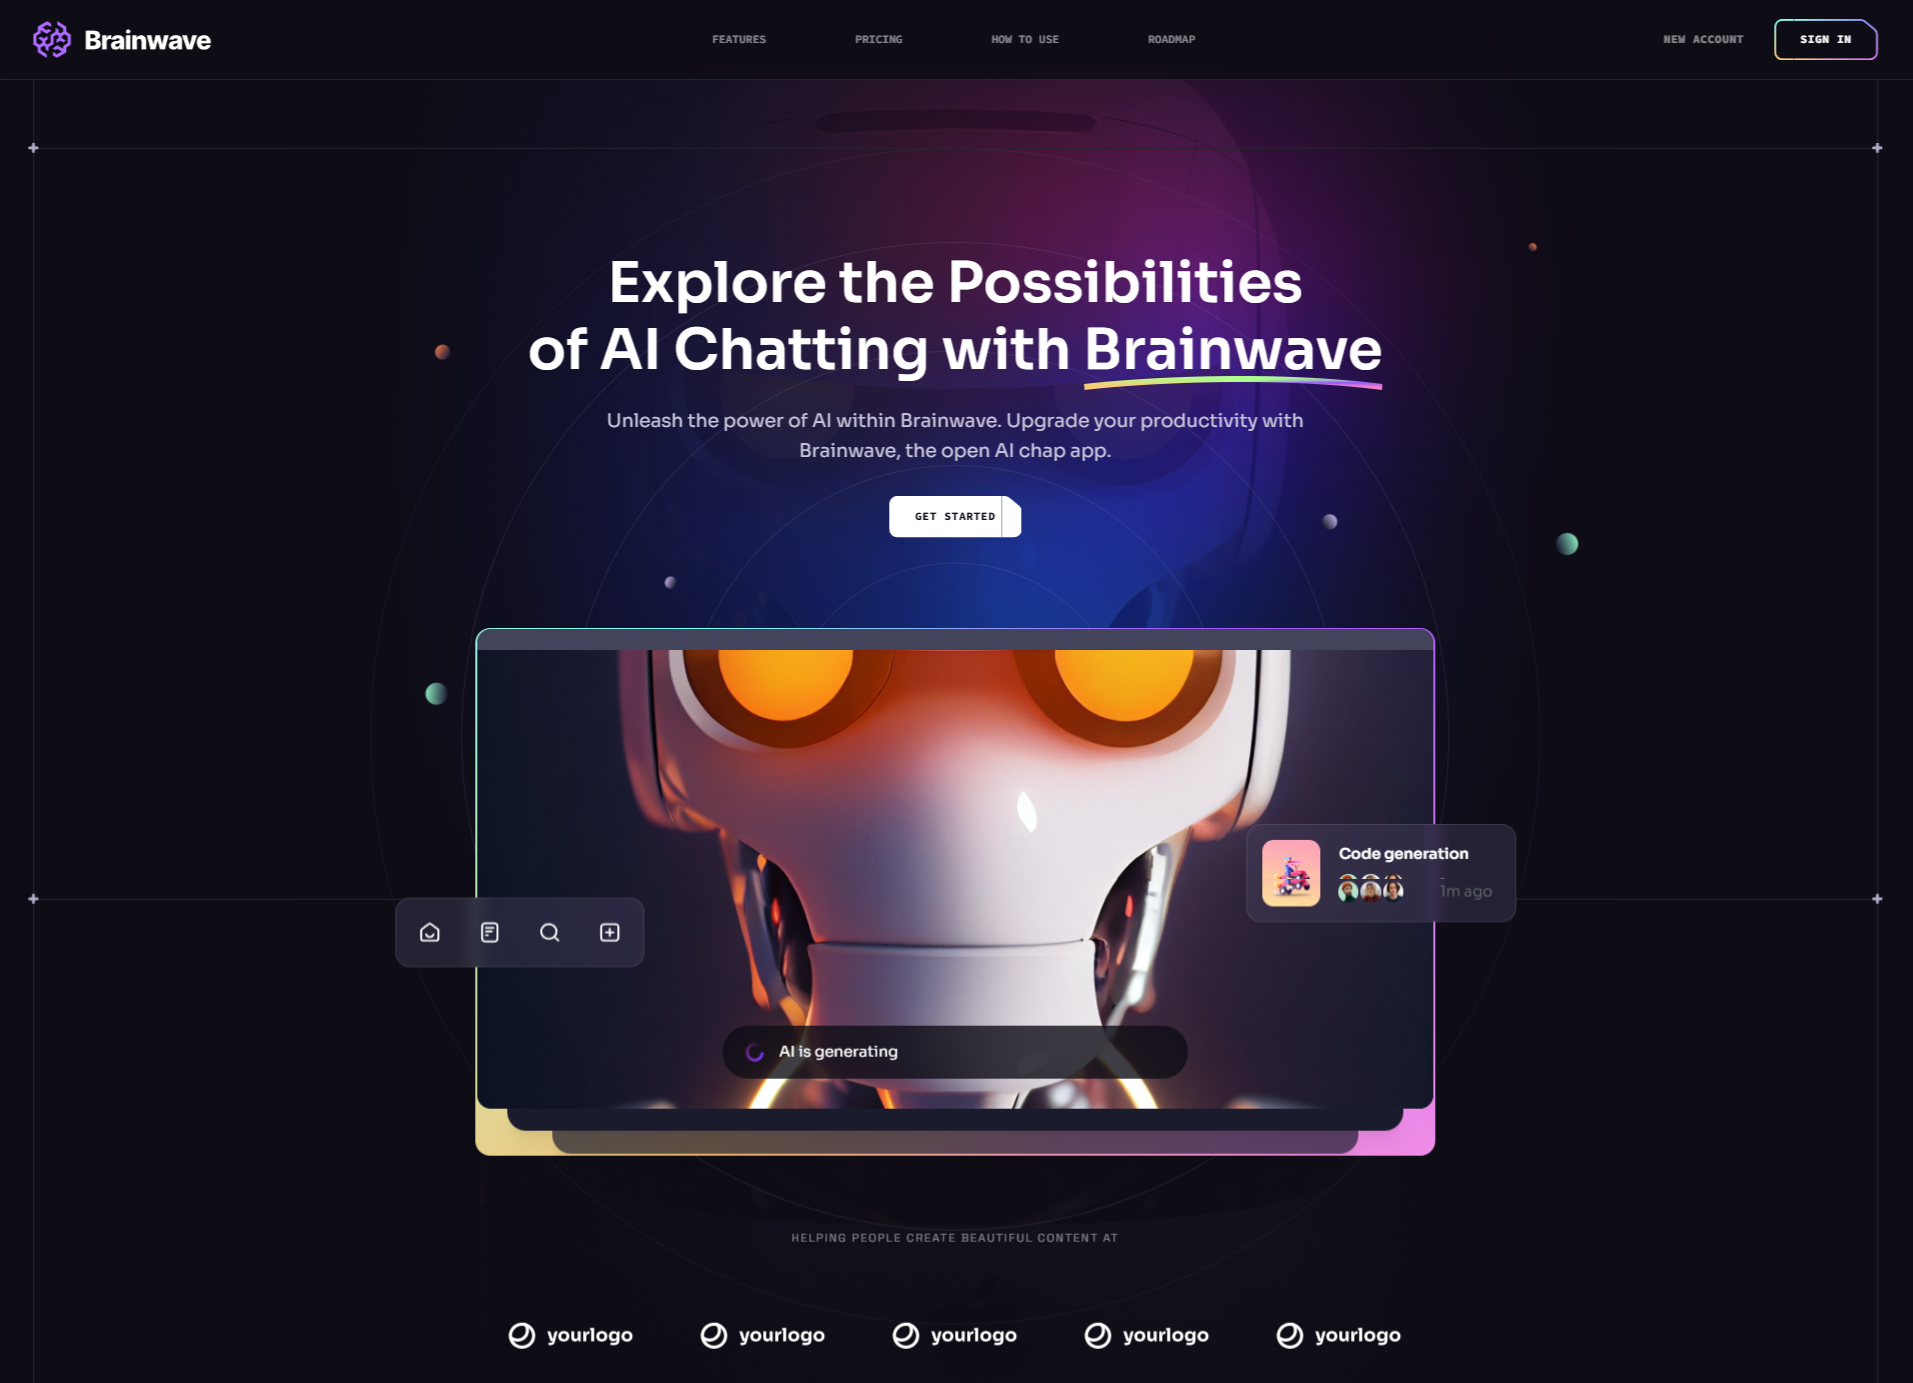 Brainwave
FEATURES
PRICING
HOW TO USE
ROADMAP
NEW ACCOUNT
SIGN IN
Explore the Possibilities
of AI Chatting with Brainwave
Unleash the power of AI within Brainwave. Upgrade your productivity with
Brainwave, the open AI chap app.
GET STARTED
Code generation
1m ago
AI is generating
HELPING PEOPLE CREATE BEAUTIFUL CONTENT AT
yourlogo
yourlogo
yourlogo
yourlogo
yourlogo